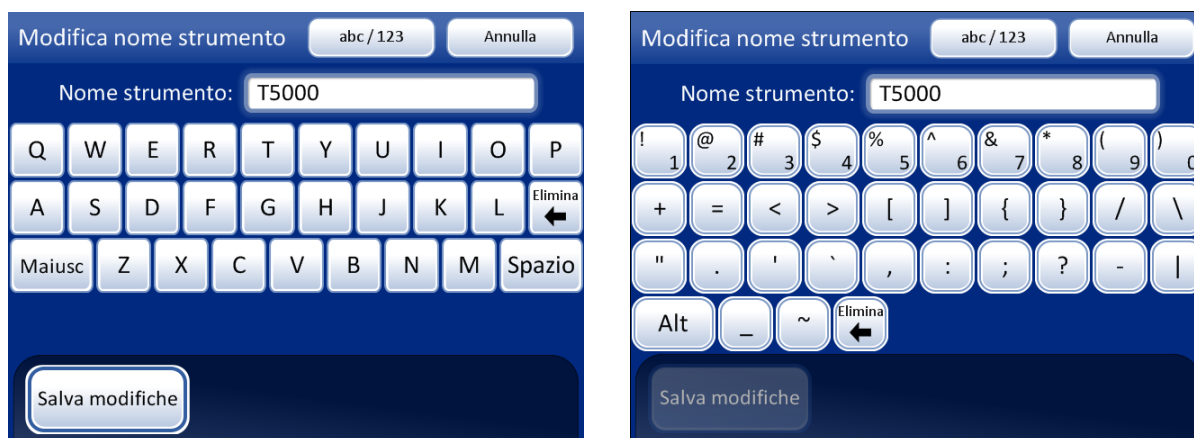 Modifica nome strumento abc / 123 Annulla
Nome strumento: T5000
Q W E R T Y U I O P
A S D F G H J K L Elimina
Maiusc Z X C V B N M Spazio
Salva modifiche
Modifica nome strumento abc / 123 Annulla
Nome strumento: T5000
! 1 @ 2 # 3 $ 4 % 5 ^ 6 & 7 * 8 ( 9 ) 0
+ = < > [ ] { } / \
" . ' ` , : ; ? - |
Alt _ ~ Elimina
Salva modifiche